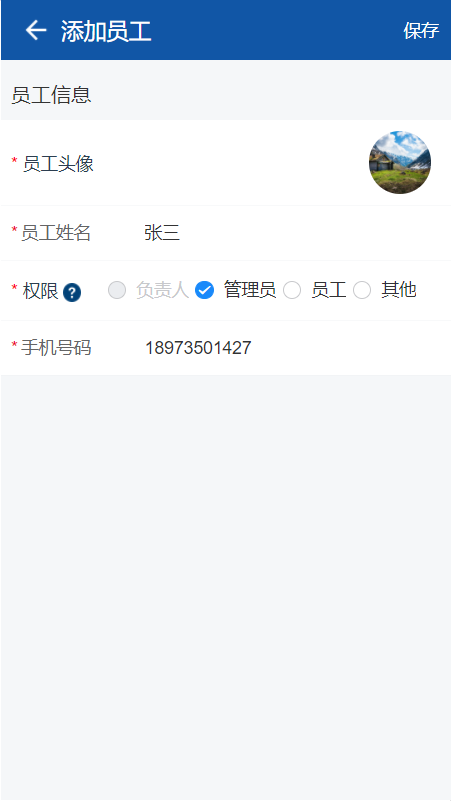 添加员工 保存
员工信息
* 员工头像
* 员工姓名 张三
* 权限 ? 负责人 管理员 员工 其他
* 手机号码 18973501427